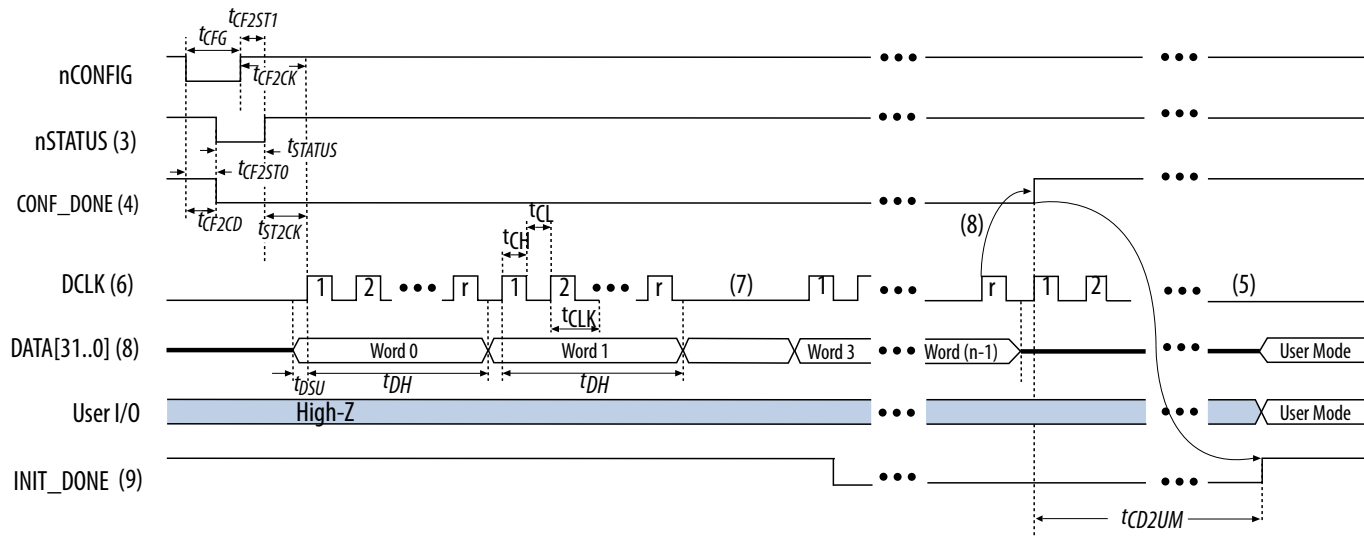 tCF2ST1
tCFG
nCONFIG
tCF2CK
nSTATUS (3)
tSTATUS
tCF2ST0
CONF_DONE (4)
tCF2CD
tST2CK
tCL
tCH
(8)
DCLK (6)
1 2 r 1 2 r (7) 1 r 1 2 (5)
tCLK
DATA[31..0] (8)
Word 0 Word 1 Word 3 Word (n-1) User Mode
tDSU tDH tDH
User I/O High-Z User Mode
INIT_DONE (9)
tCD2UM